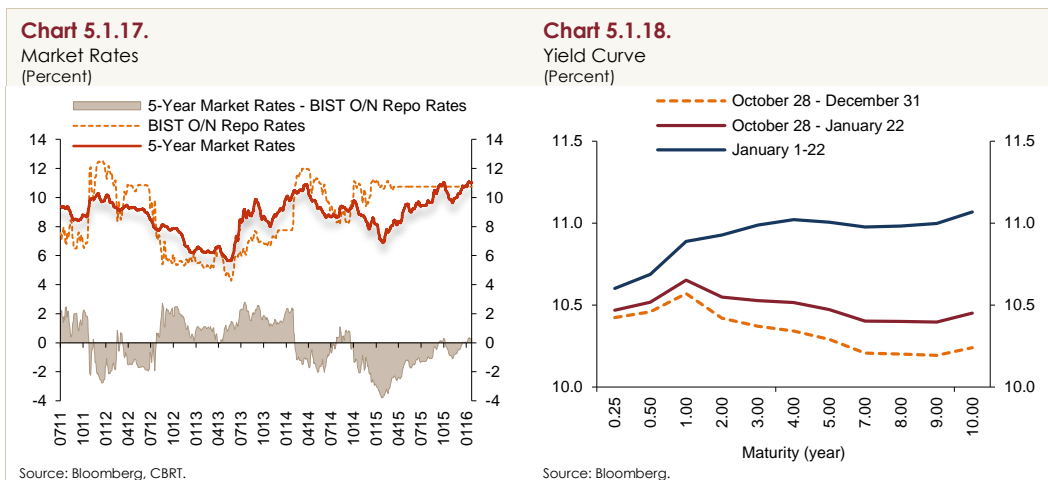 Chart 5.1.17.
Market Rates
(Percent)
5-Year Market Rates - BIST O/N Repo Rates
BIST O/N Repo Rates
5-Year Market Rates
14 14
12 12
10 10
8 8
6 6
4 4
2 2
0 0
-2 -2
-4 -4
0711 1011 0112 0412 0712 1012 0113 0413 0713 1013 0114 0414 0714 1014 0115 0415 0715 1015 0116
Source: Bloomberg, CBRT.
Chart 5.1.18.
Yield Curve
(Percent)
October 28 - December 31
October 28 - January 22
January 1-22
11.5 11.5
11.0 11.0
10.5 10.5
10.0 10.0
0.25 0.50 1.00 2.00 3.00 4.00 5.00 7.00 8.00 9.00 10.00
Maturity (year)
Source: Bloomberg.